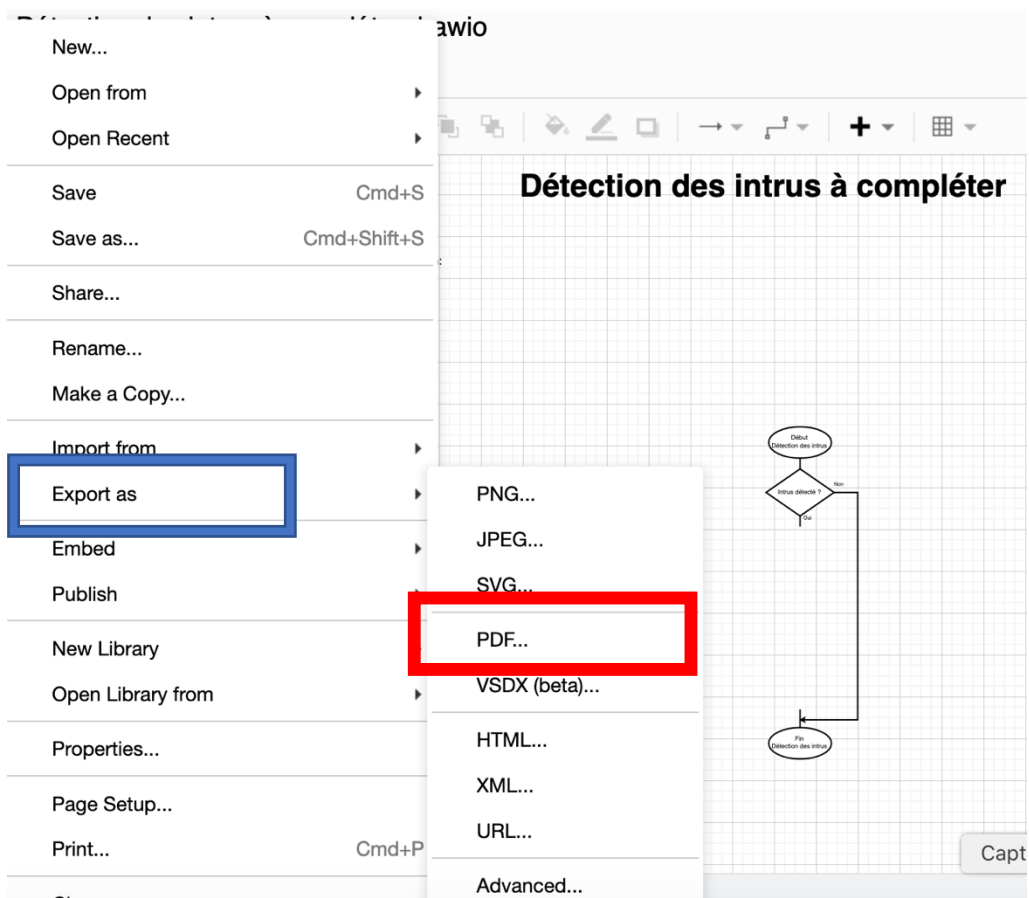 awio
New...
Open from
Open Recent
Save Cmd+S
Save as... Cmd+Shift+S
Share...
Rename...
Make a Copy...
Import from
Export as
Embed
Publish
New Library
Open Library from
Properties...
Page Setup...
Print... Cmd+P
PNG...
JPEG...
SVG...
PDF...
VSDX (beta)...
HTML...
XML...
URL...
Advanced...
Détection des intrus à compléter
Début
Détection des intrus
Intrus détecté ?
Non
Oui
Fin
Détection des intrus
Capt